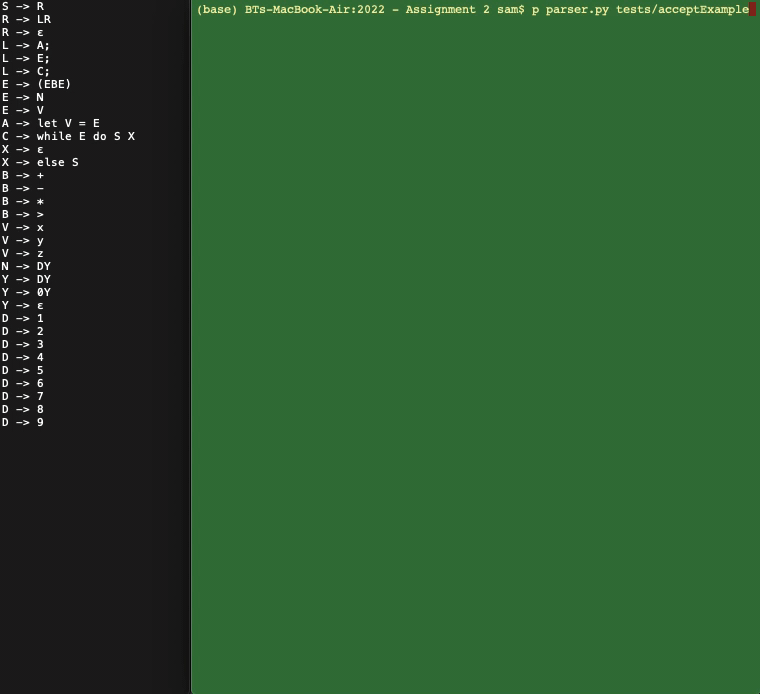 S -> R
R -> LR
R -> ε
L -> A;
L -> E;
L -> C;
E -> (EBE)
E -> N
E -> V
A -> let V = E
C -> while E do S X
X -> ε
X -> else S
B -> +
B -> -
B -> *
B -> >
V -> x
V -> y
V -> z
N -> DY
Y -> DY
Y -> 0Y
Y -> ε
D -> 1
D -> 2
D -> 3
D -> 4
D -> 5
D -> 6
D -> 7
D -> 8
D -> 9
(base) BTs-MacBook-Air:2022 - Assignment 2 sam$ p parser.py tests/acceptExample